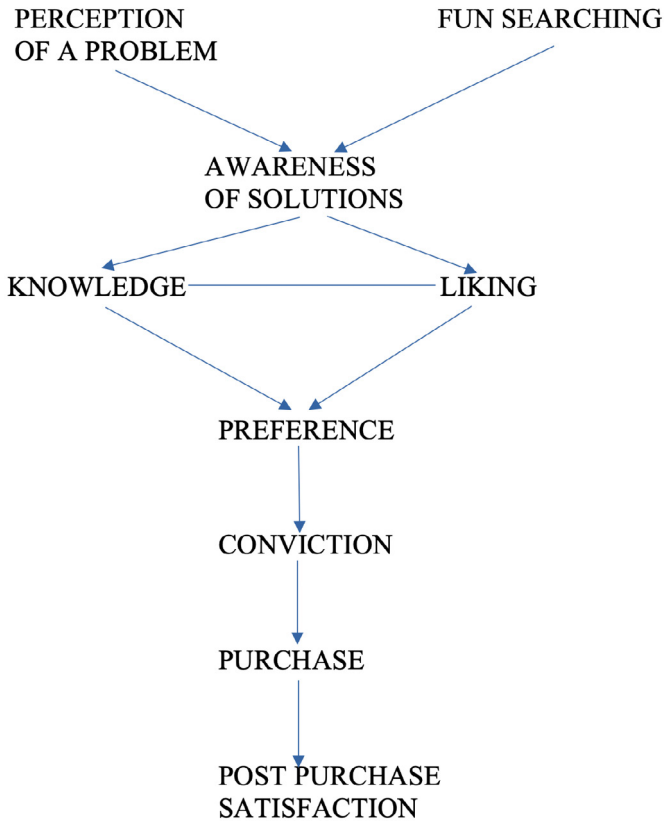 PERCEPTION
OF A PROBLEM
FUN SEARCHING
AWARENESS
OF SOLUTIONS
KNOWLEDGE
LIKING
PREFERENCE
CONVICTION
PURCHASE
POST PURCHASE
SATISFACTION